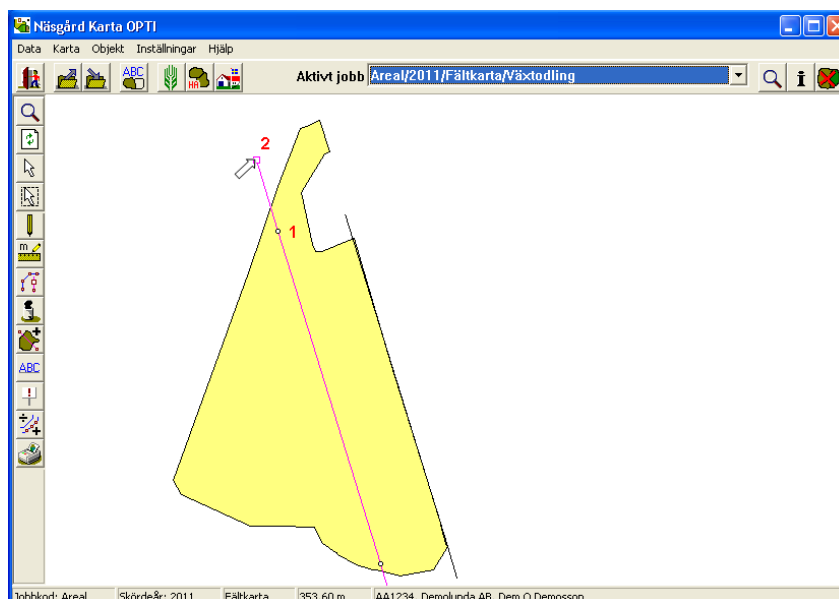 Näsgård Karta OPTI
Data Karta Objekt Inställningar Hjälp
ABC HA Aktivt jobb Areal/2011/Fältkarta/Växtodling i
2
1
m
ABC
Jobbkod: Areal Skördeår: 2011 Fältkarta 353.60 m AA1234, Demolunda AB, Dem O Demosson